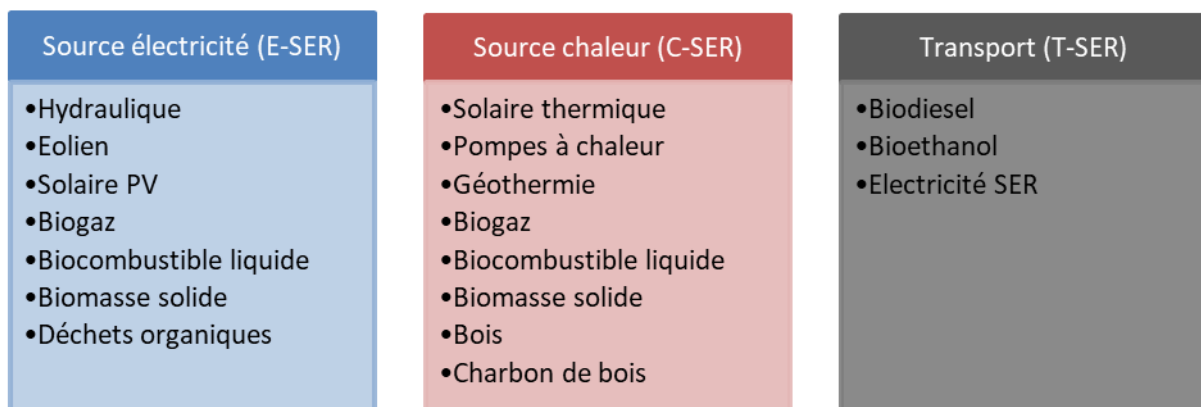 Source électricité (E-SER)
•Hydraulique
•Eolien
•Solaire PV
•Biogaz
•Biocombustible liquide
•Biomasse solide
•Déchets organiques
Source chaleur (C-SER)
•Solaire thermique
•Pompes à chaleur
•Géothermie
•Biogaz
•Biocombustible liquide
•Biomasse solide
•Bois
•Charbon de bois
Transport (T-SER)
•Biodiesel
•Bioethanol
•Electricité SER